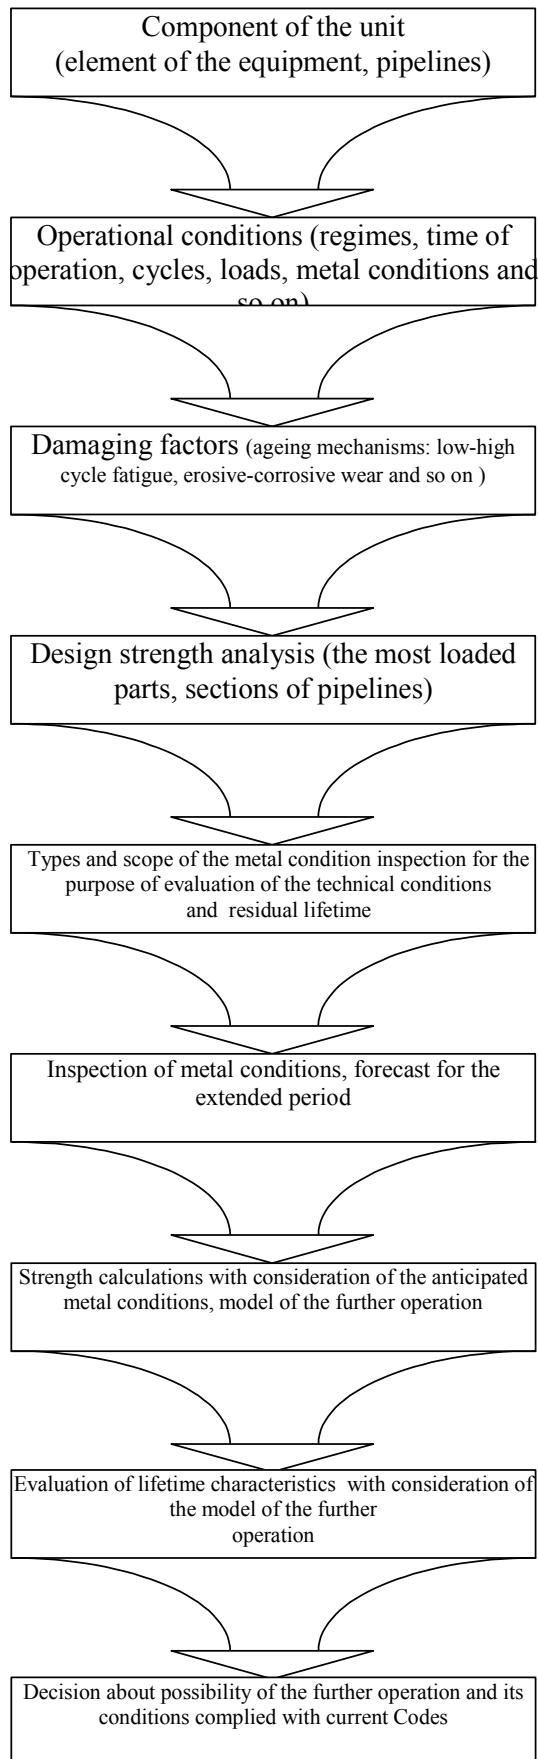 Component of the unit
(element of the equipment, pipelines)
Operational conditions (regimes, time of
operation, cycles, loads, metal conditions and
so on)
Damaging factors (ageing mechanisms: low-high
cycle fatigue, erosive-corrosive wear and so on )
Design strength analysis (the most loaded
parts, sections of pipelines)
Types and scope of the metal condition inspection for the
purpose of evaluation of the technical conditions
and residual lifetime
Inspection of metal conditions, forecast for the
extended period
Strength calculations with consideration of the anticipated
metal conditions, model of the further operation
Evaluation of lifetime characteristics with consideration of
the model of the further
operation
Decision about possibility of the further operation and its
conditions complied with current Codes